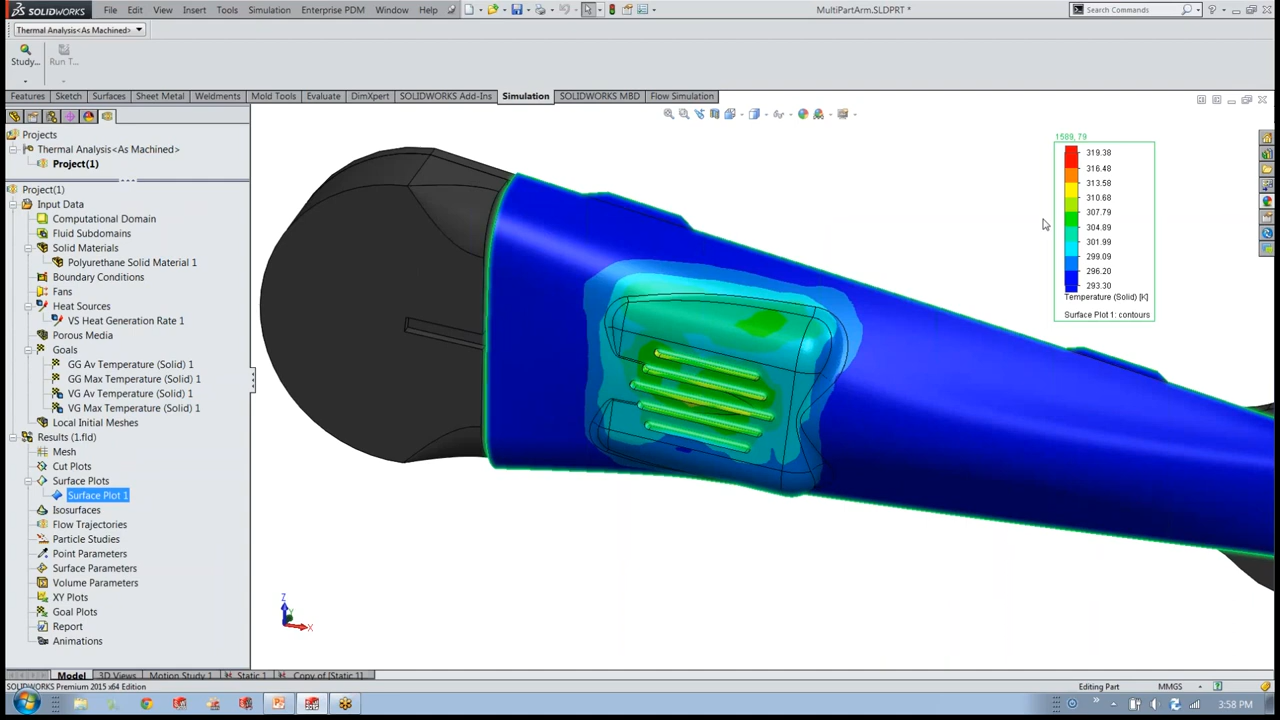 SOLIDWORKS File Edit View Insert Tools Simulation Enterprise PDM Window Help MultiPartArm.SLDPRT * Search Commands
Thermal Analysis<As Machined>
Study... Run T...
Features Sketch Surfaces Sheet Metal Weldments Mold Tools Evaluate DimXpert SOLIDWORKS Add-Ins Simulation SOLIDWORKS MBD Flow Simulation
Projects
Thermal Analysis<As Machined>
Project(1)
Project(1)
Input Data
Computational Domain
Fluid Subdomains
Solid Materials
Polyurethane Solid Material 1
Boundary Conditions
Fans
Heat Sources
VS Heat Generation Rate 1
Porous Media
Goals
GG Av Temperature (Solid) 1
GG Max Temperature (Solid) 1
VG Av Temperature (Solid) 1
VG Max Temperature (Solid) 1
Local Initial Meshes
Results (1.fld)
Mesh
Cut Plots
Surface Plots
Surface Plot 1
Isosurfaces
Flow Trajectories
Particle Studies
Point Parameters
Surface Parameters
Volume Parameters
XY Plots
Goal Plots
Report
Animations
1589, 79
319.38
316.48
313.58
310.68
307.79
304.89
301.99
299.09
296.20
293.30
Temperature (Solid) [K]
Surface Plot 1: contours
Z
Y
X
Model 3D Views Motion Study 1 Static 1 Copy of [Static 1]
SOLIDWORKS Premium 2015 x64 Edition Editing Part MMGS
3:58 PM